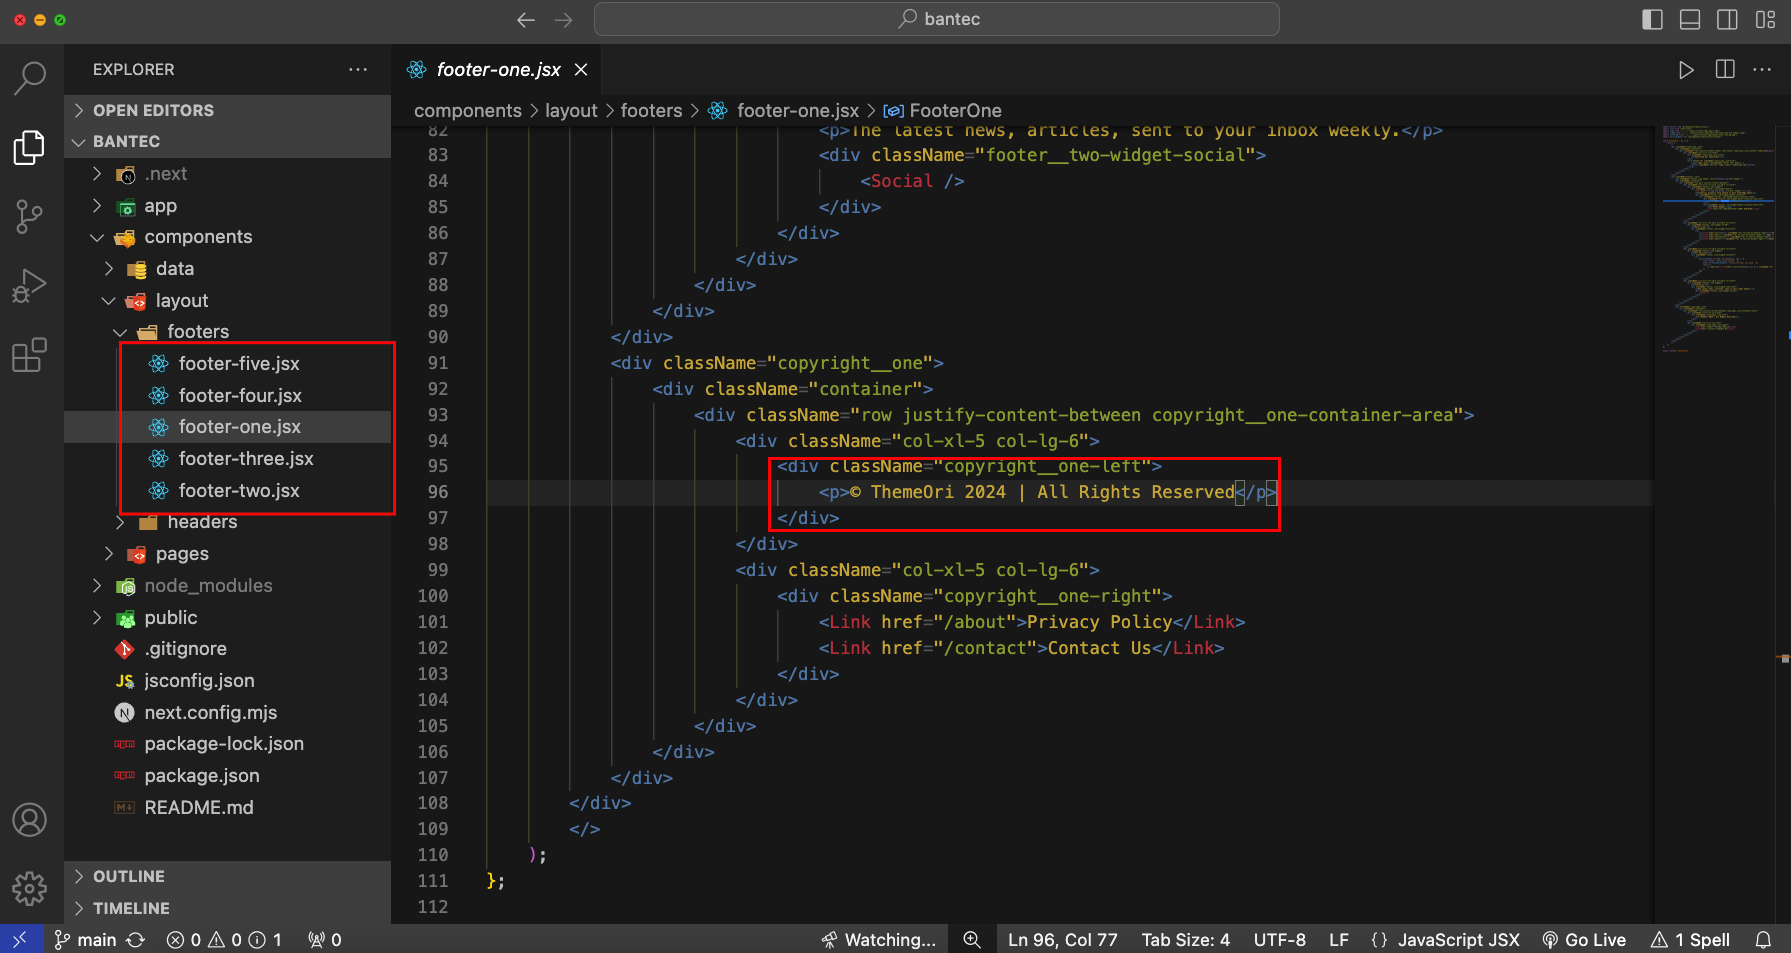 bantec
EXPLORER
OPEN EDITORS
BANTEC
.next
app
components
data
layout
footers
footer-five.jsx
footer-four.jsx
footer-one.jsx
footer-three.jsx
footer-two.jsx
headers
pages
node_modules
public
.gitignore
jsconfig.json
next.config.mjs
package-lock.json
package.json
README.md
OUTLINE
TIMELINE
footer-one.jsx
components > layout > footers > footer-one.jsx > FooterOne
82 <p>The latest news, articles, sent to your inbox weekly.</p>
83 <div className="footer__two-widget-social">
84 <Social />
85 </div>
86 </div>
87 </div>
88 </div>
89 </div>
90 </div>
91 <div className="copyright__one">
92 <div className="container">
93 <div className="row justify-content-between copyright__one-container-area">
94 <div className="col-xl-5 col-lg-6">
95 <div className="copyright__one-left">
96 <p>© ThemeOri 2024 | All Rights Reserved</p>
97 </div>
98 </div>
99 <div className="col-xl-5 col-lg-6">
100 <div className="copyright__one-right">
101 <Link href="/about">Privacy Policy</Link>
102 <Link href="/contact">Contact Us</Link>
103 </div>
104 </div>
105 </div>
106 </div>
107 </div>
108 </div>
109 </>
110 );
111 };
112
main 0 0 1 0 Watching... Ln 96, Col 77 Tab Size: 4 UTF-8 LF {} JavaScript JSX Go Live 1 Spell